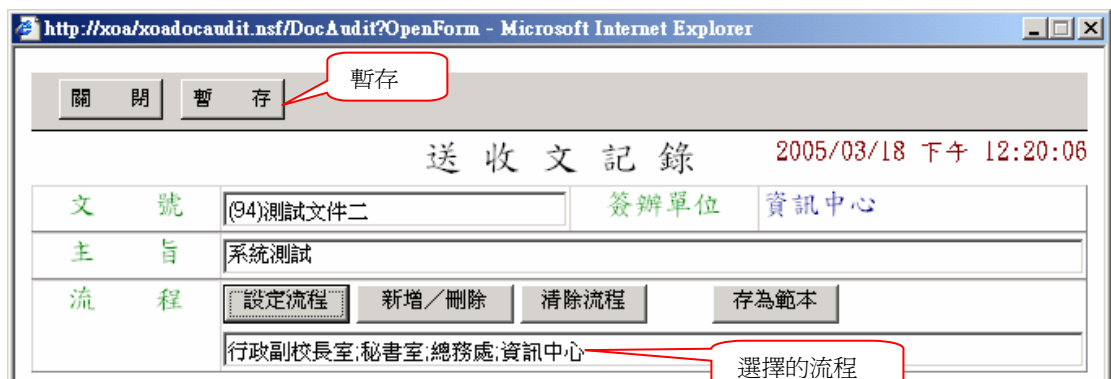 http://xoa/xoadocaudit.nsf/DocAudit?OpenForm - Microsoft Internet Explorer
關 閉 暫 存 暫存
送 收 文 記 錄 2005/03/18 下午 12:20:06
文 號 (94)測試文件二 簽辦單位 資訊中心
主 旨 系統測試
流 程 設定流程 新增／刪除 清除流程 存為範本
行政副校長室;秘書室;總務處;資訊中心
選擇的流程